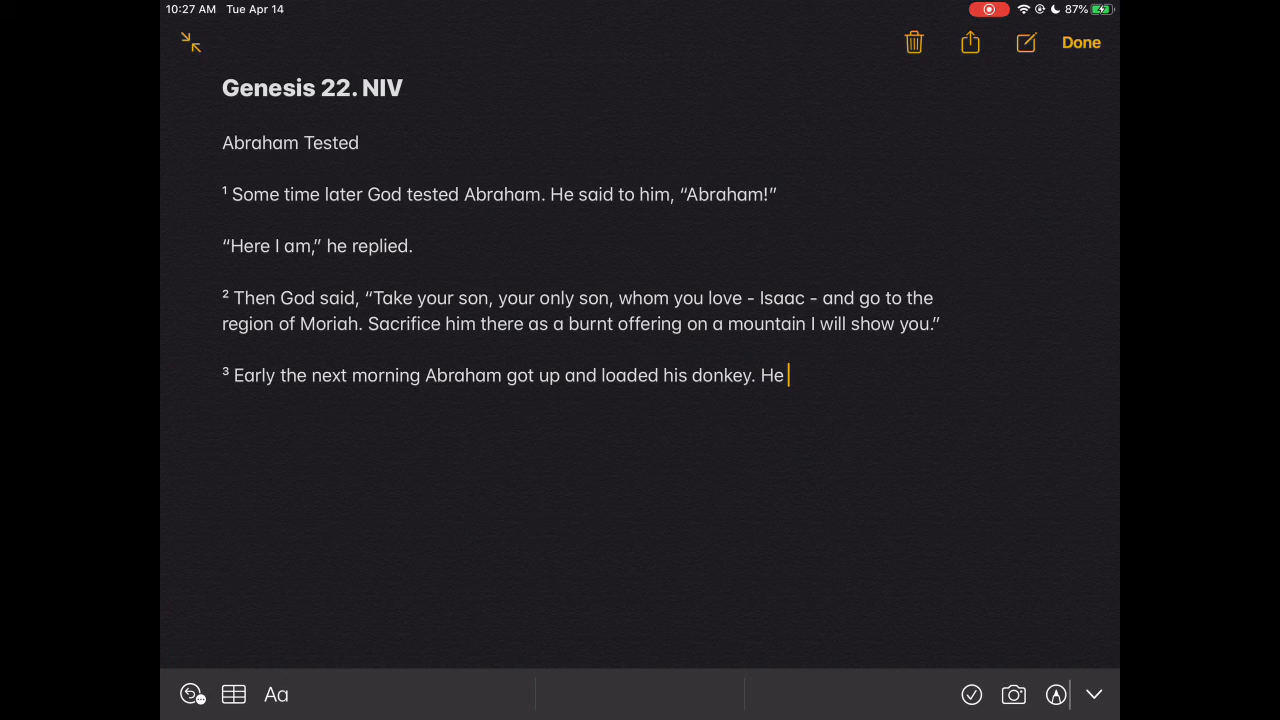 10:27 AM Tue Apr 14 87%
Done
Genesis 22. NIV
Abraham Tested
¹ Some time later God tested Abraham. He said to him, “Abraham!”
“Here I am,” he replied.
² Then God said, “Take your son, your only son, whom you love - Isaac - and go to the
region of Moriah. Sacrifice him there as a burnt offering on a mountain I will show you.”
³ Early the next morning Abraham got up and loaded his donkey. He
Aa